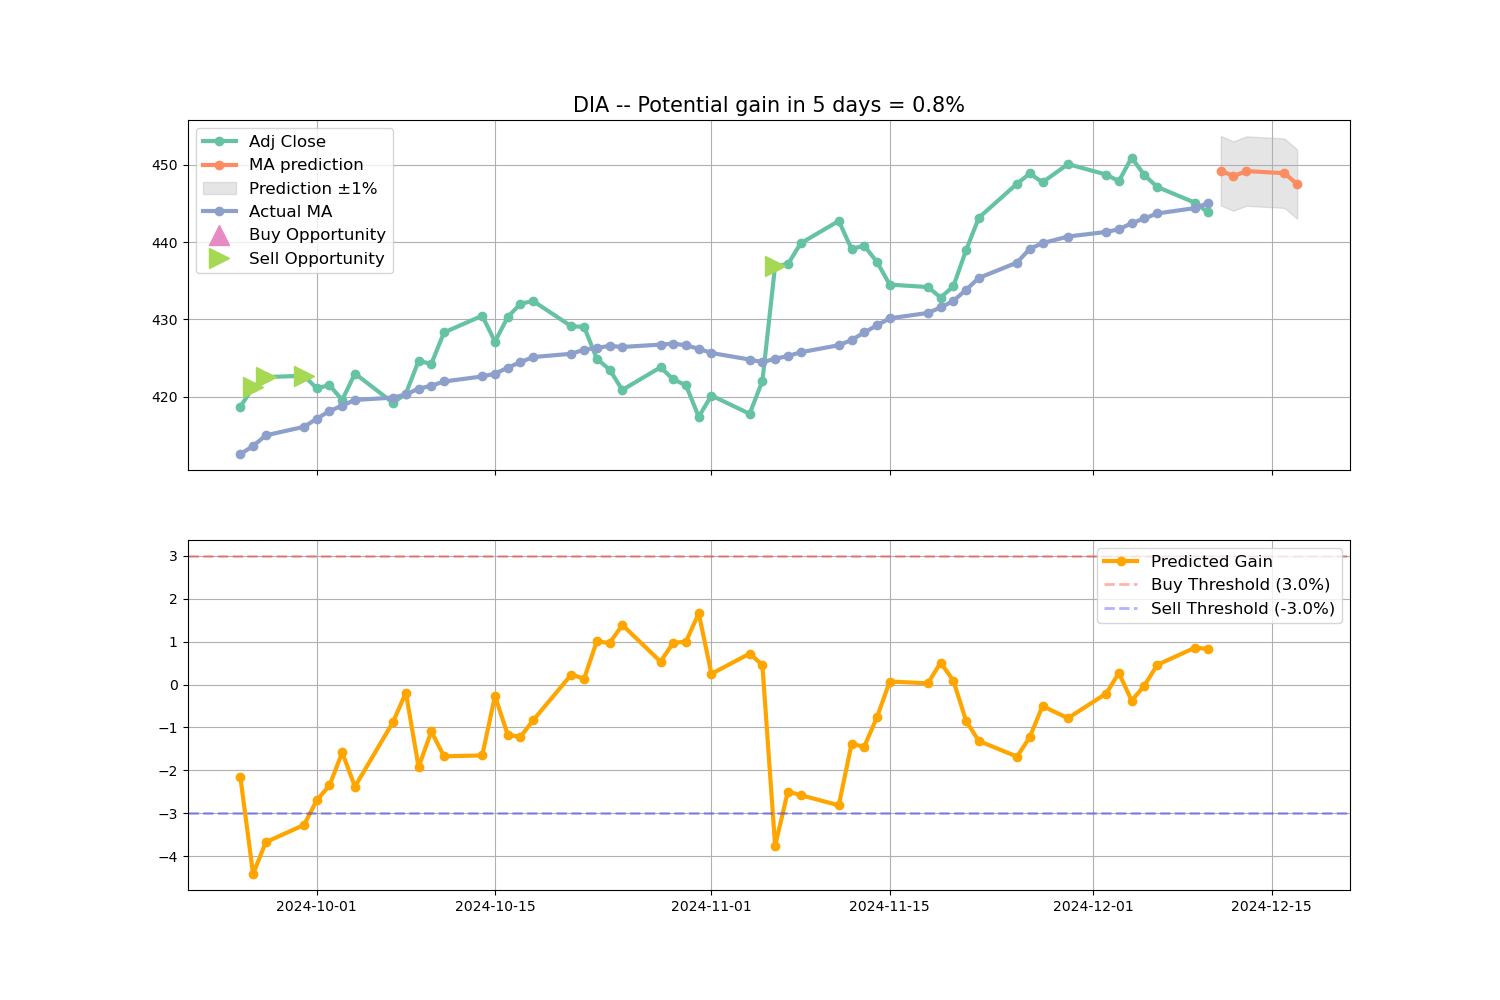 DIA -- Potential gain in 5 days = 0.8%
Adj Close
MA prediction
Prediction ±1%
Actual MA
Buy Opportunity
Sell Opportunity
450
440
430
420
Predicted Gain
Buy Threshold (3.0%)
Sell Threshold (-3.0%)
3
2
1
0
−1
−2
−3
−4
2024-10-01
2024-10-15
2024-11-01
2024-11-15
2024-12-01
2024-12-15